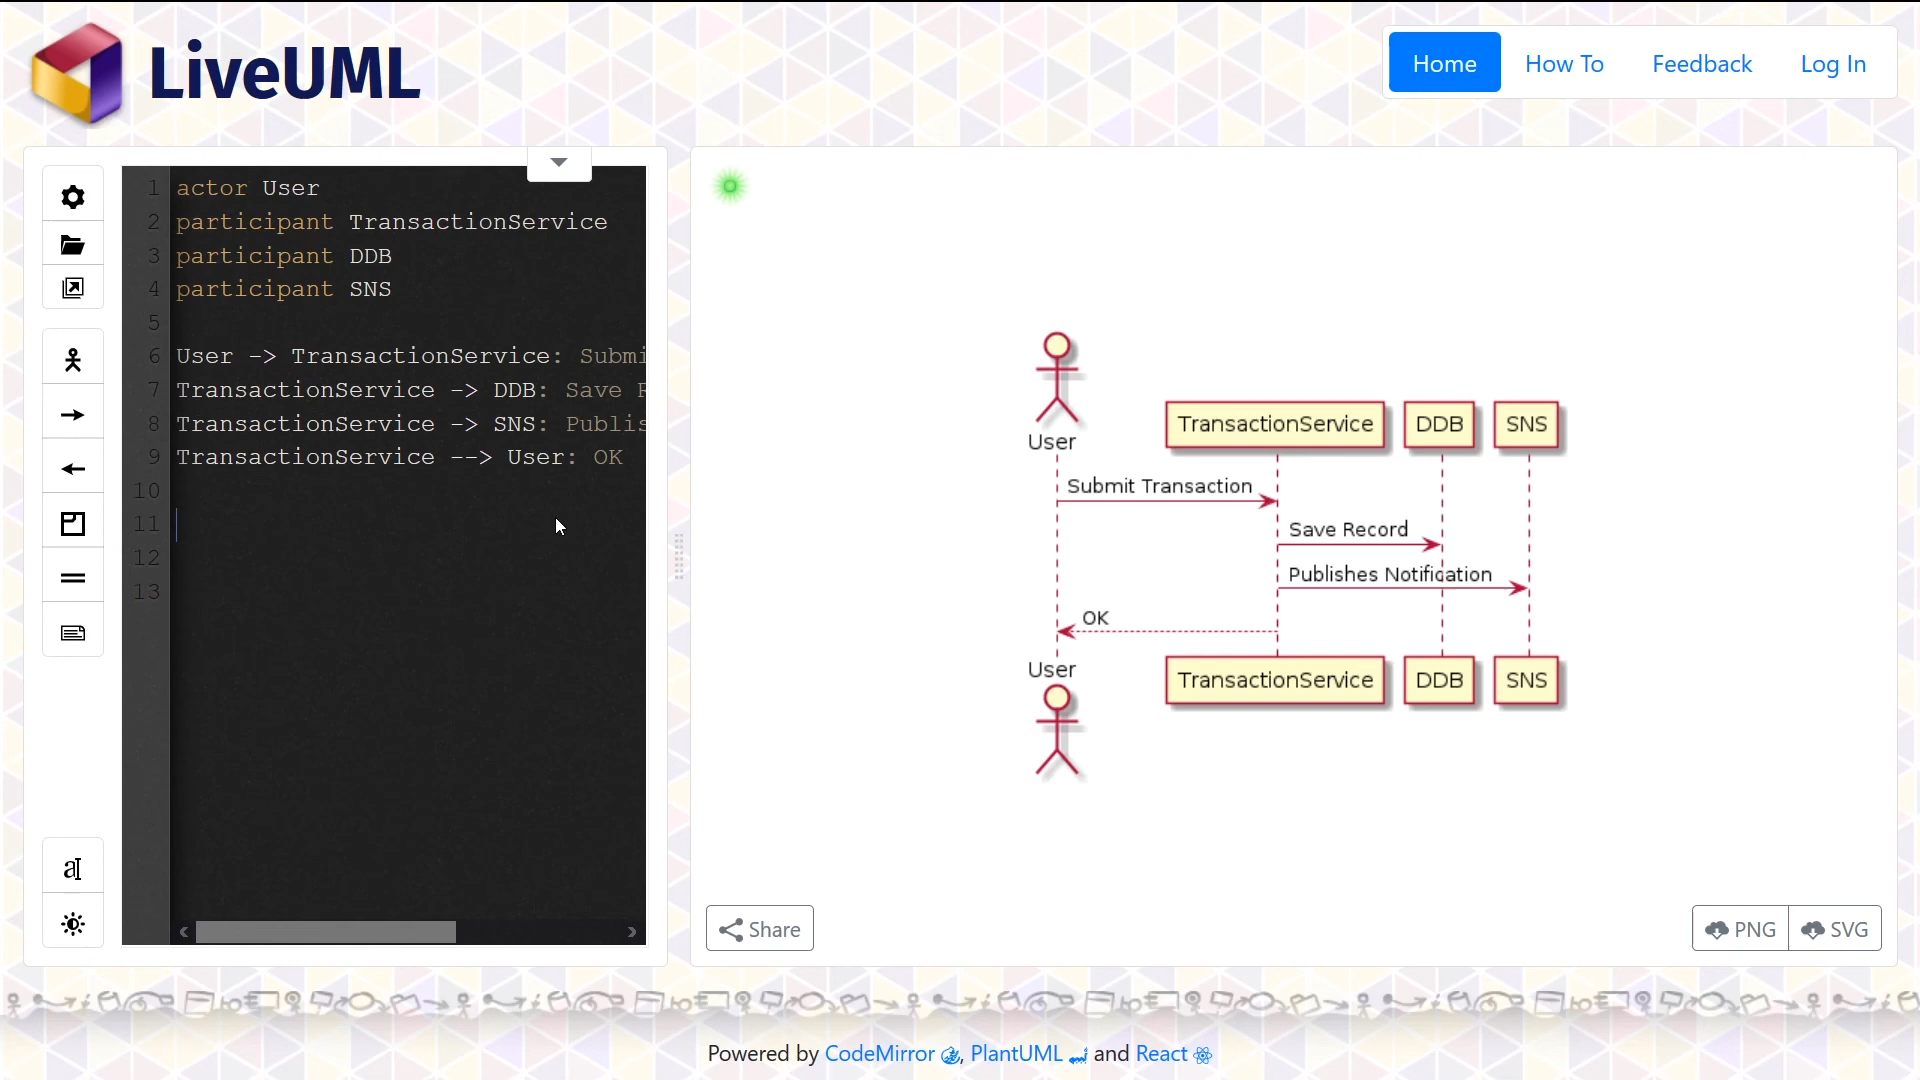 LiveUML
Home How To Feedback Log In
1 actor User
2 participant TransactionService
3 participant DDB
4 participant SNS
5
6 User -> TransactionService: Submi
7 TransactionService -> DDB: Save R
8 TransactionService -> SNS: Publis
9 TransactionService --> User: OK
10
11
12
13
User
TransactionService DDB SNS
Submit Transaction
Save Record
Publishes Notification
OK
User
TransactionService DDB SNS
Share
PNG SVG
Powered by CodeMirror, PlantUML and React